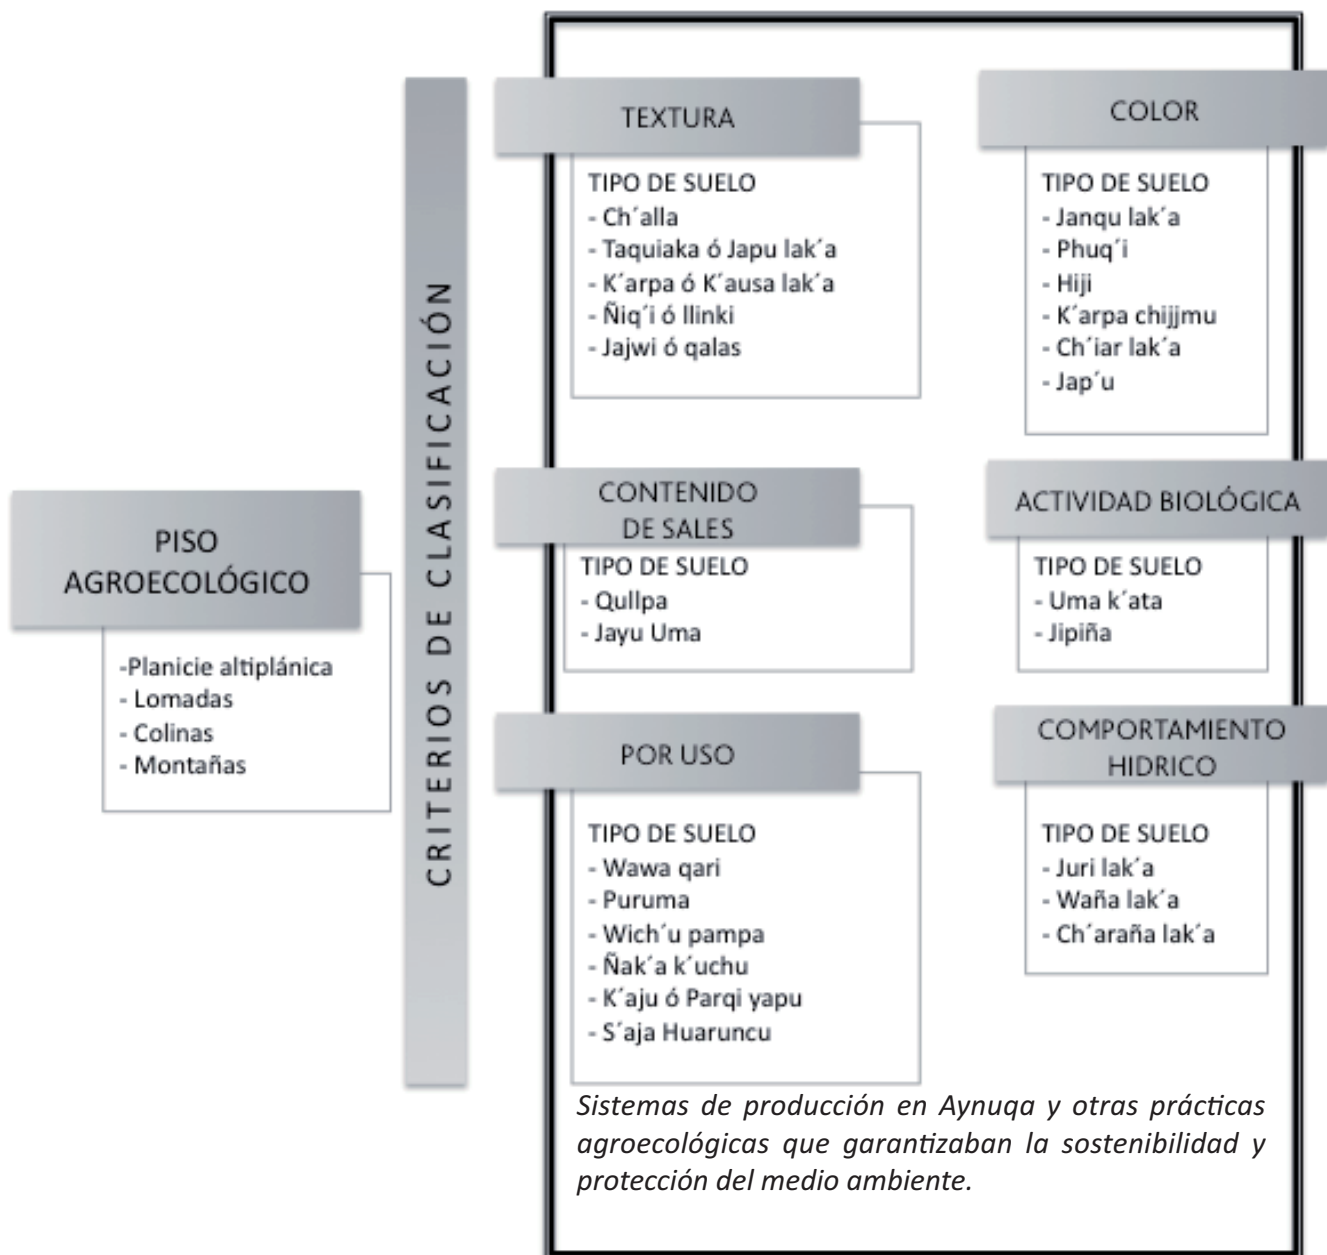 PISO
AGROECOLÓGICO
-Planicie altiplánica
- Lomadas
- Colinas
- Montañas
CRITERIOS DE CLASIFICACIÓN
TEXTURA
TIPO DE SUELO
- Ch´alla
- Taquiaka ó Japu lak´a
- K´arpa ó K´ausa lak´a
- Ñiq´i ó llinki
- Jajwi ó qalas
COLOR
TIPO DE SUELO
- Janqu lak´a
- Phuq´i
- Hiji
- K´arpa chijjmu
- Ch´iar lak´a
- Jap´u
CONTENIDO
DE SALES
TIPO DE SUELO
- Qullpa
- Jayu Uma
ACTIVIDAD BIOLÓGICA
TIPO DE SUELO
- Uma k´ata
- Jipiña
POR USO
TIPO DE SUELO
- Wawa qari
- Puruma
- Wich´u pampa
- Ñak´a k´uchu
- K´aju ó Parqi yapu
- S´aja Huaruncu
COMPORTAMIENTO
HIDRICO
TIPO DE SUELO
- Juri lak´a
- Waña lak´a
- Ch´araña lak´a
Sistemas de producción en Aynuqa y otras prácticas
agroecológicas que garantizaban la sostenibilidad y
protección del medio ambiente.